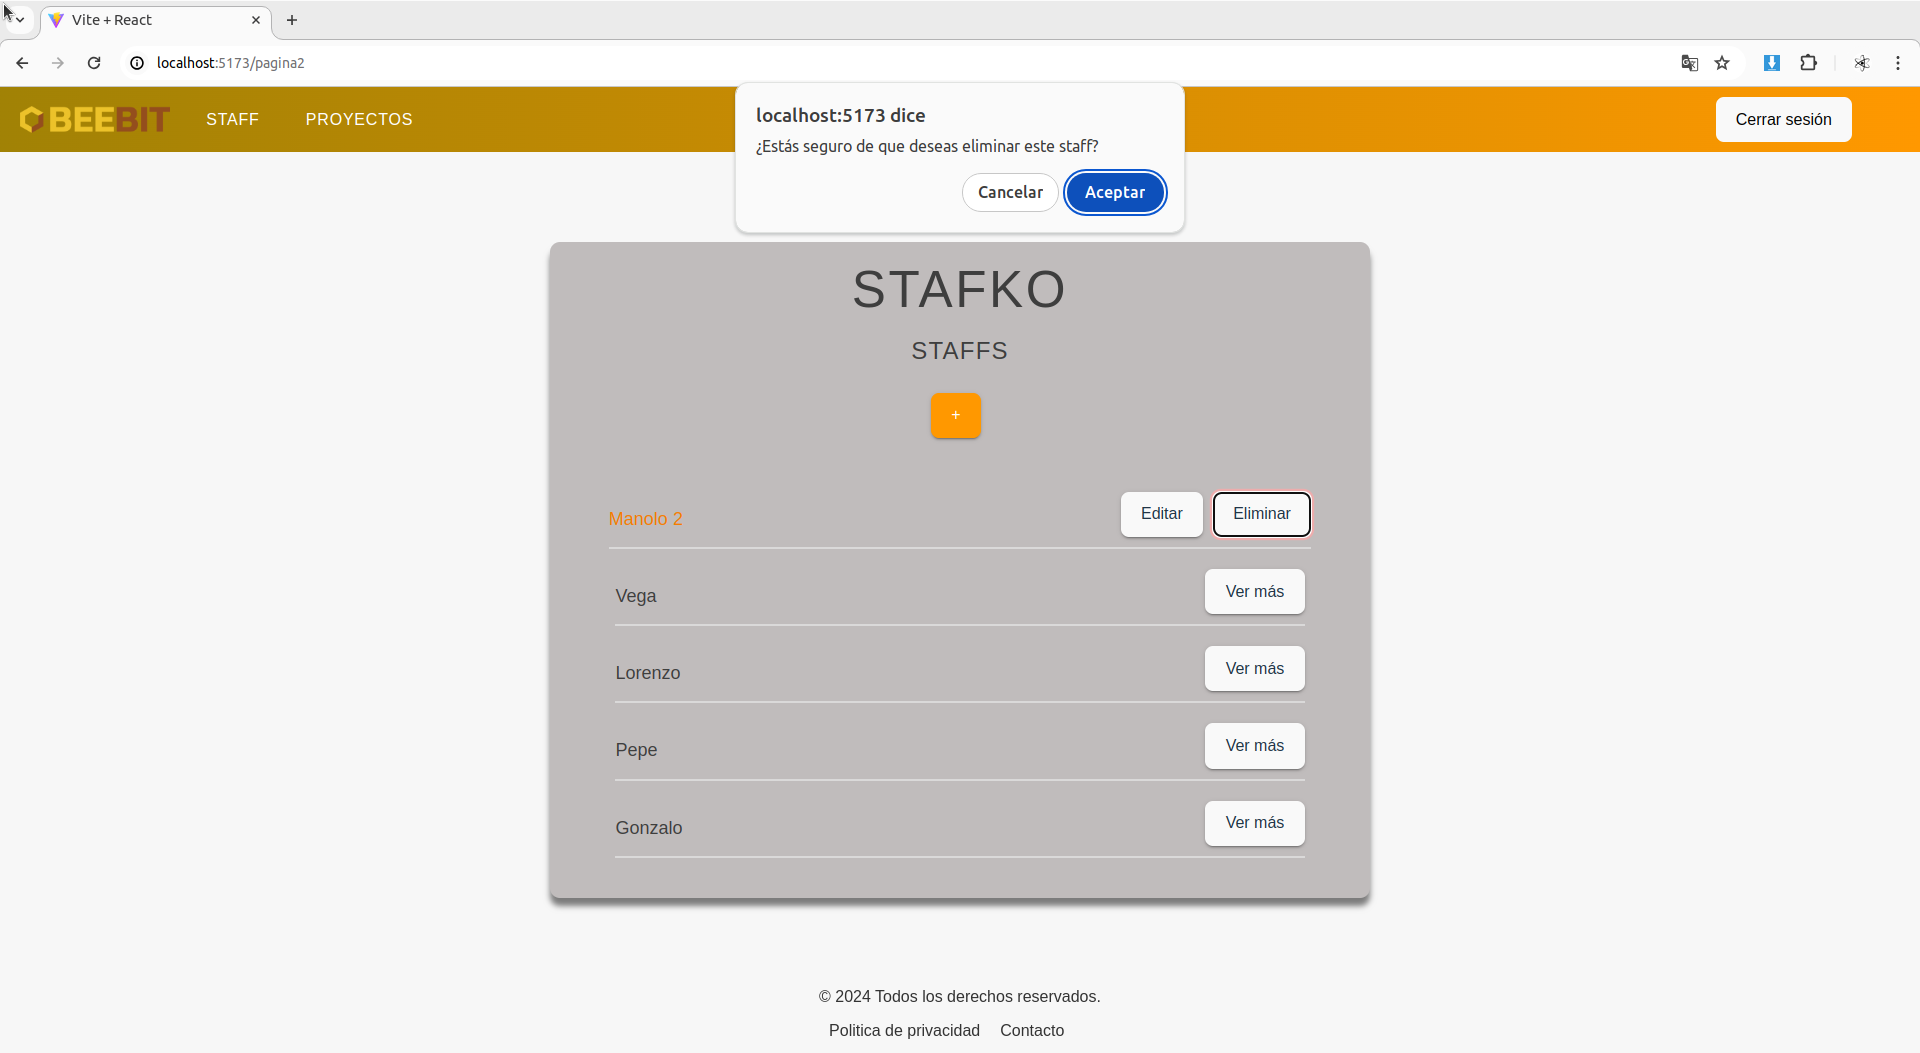 Vite + React
localhost:5173/pagina2
BEEBIT
STAFF
PROYECTOS
Cerrar sesión
localhost:5173 dice
¿Estás seguro de que deseas eliminar este staff?
Cancelar
Aceptar
STAFKO
STAFFS
+
Manolo 2
Editar
Eliminar
Vega
Ver más
Lorenzo
Ver más
Pepe
Ver más
Gonzalo
Ver más
© 2024 Todos los derechos reservados.
Politica de privacidad
Contacto